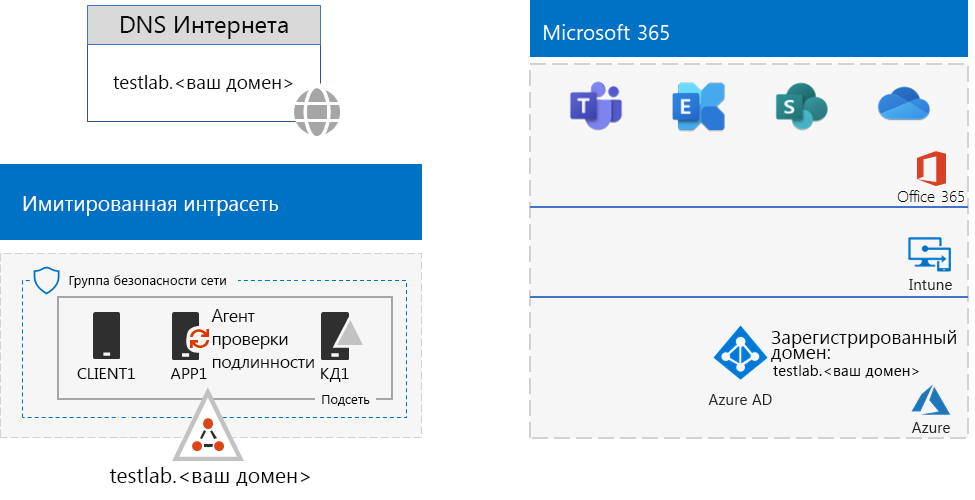 DNS Интернета
testlab.<ваш домен>
Имитированная интрасеть
Группа безопасности сети
CLIENT1
APP1
Агент
проверки
подлинности
КД1
Подсеть
testlab.<ваш домен>
Microsoft 365
T
E
S
Office 365
Intune
Зарегистрированный
домен:
testlab.<ваш домен>
Azure AD
Azure